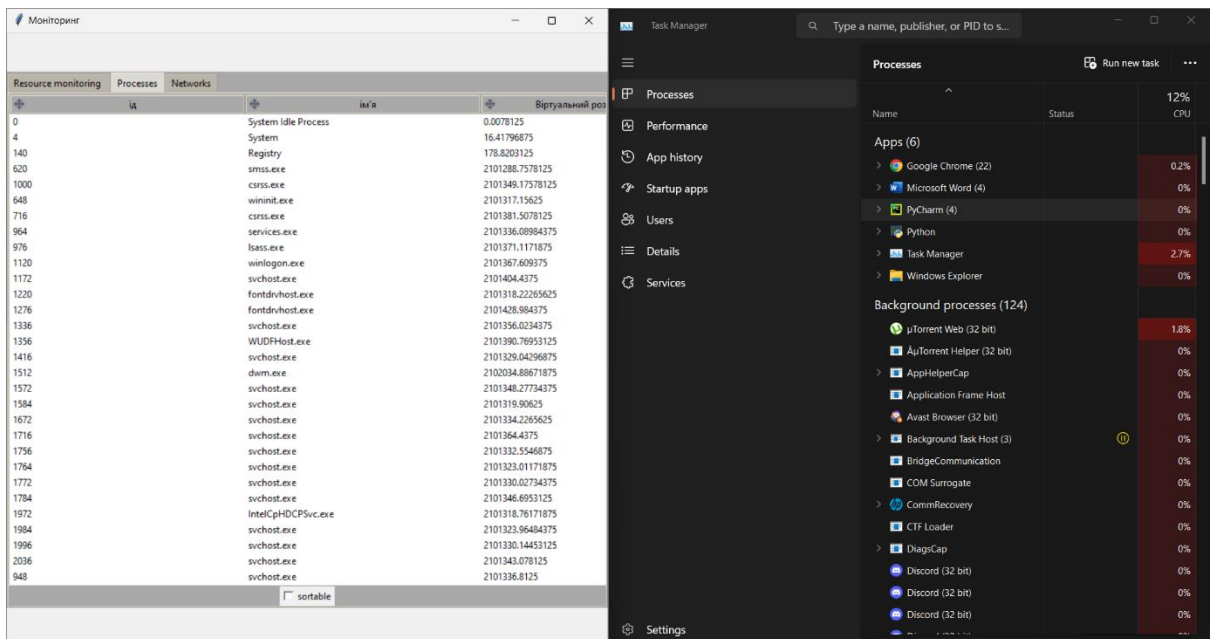 Моніторинг
Resource monitoring Processes Networks
ід ім'я Віртуальний роз
0 System Idle Process 0.0078125
4 System 16.41796875
140 Registry 178.8203125
620 smss.exe 2101288.7578125
1000 csrss.exe 2101349.17578125
648 wininit.exe 2101317.15625
716 csrss.exe 2101381.5078125
964 services.exe 2101336.08984375
976 lsass.exe 2101371.1171875
1120 winlogon.exe 2101367.609375
1172 svchost.exe 2101404.4375
1220 fontdrvhost.exe 2101318.22265625
1276 fontdrvhost.exe 2101428.984375
1336 svchost.exe 2101356.0234375
1356 WUDFHost.exe 2101390.76953125
1416 svchost.exe 2101329.04296875
1512 dwm.exe 2102034.88671875
1572 svchost.exe 2101348.27734375
1584 svchost.exe 2101319.90625
1672 svchost.exe 2101334.2265625
1716 svchost.exe 2101364.4375
1756 svchost.exe 2101332.5546875
1764 svchost.exe 2101323.01171875
1772 svchost.exe 2101330.02734375
1784 svchost.exe 2101346.6953125
1972 IntelCpHDCPSvc.exe 2101318.76171875
1984 svchost.exe 2101323.96484375
1996 svchost.exe 2101330.14453125
2036 svchost.exe 2101343.078125
948 svchost.exe 2101336.8125
sortable
Task Manager
Type a name, publisher, or PID to s...
Processes
Performance
App history
Startup apps
Users
Details
Services
Settings
Processes Run new task
12%
Name Status CPU
Apps (6)
Google Chrome (22) 0.2%
Microsoft Word (4) 0%
PyCharm (4) 0%
Python 0%
Task Manager 2.7%
Windows Explorer 0%
Background processes (124)
µTorrent Web (32 bit) 1.8%
ÂµTorrent Helper (32 bit) 0%
AppHelperCap 0%
Application Frame Host 0%
Avast Browser (32 bit) 0%
Background Task Host (3) 0%
BridgeCommunication 0%
COM Surrogate 0%
CommRecovery 0%
CTF Loader 0%
DiagsCap 0%
Discord (32 bit) 0%
Discord (32 bit) 0%
Discord (32 bit) 0%